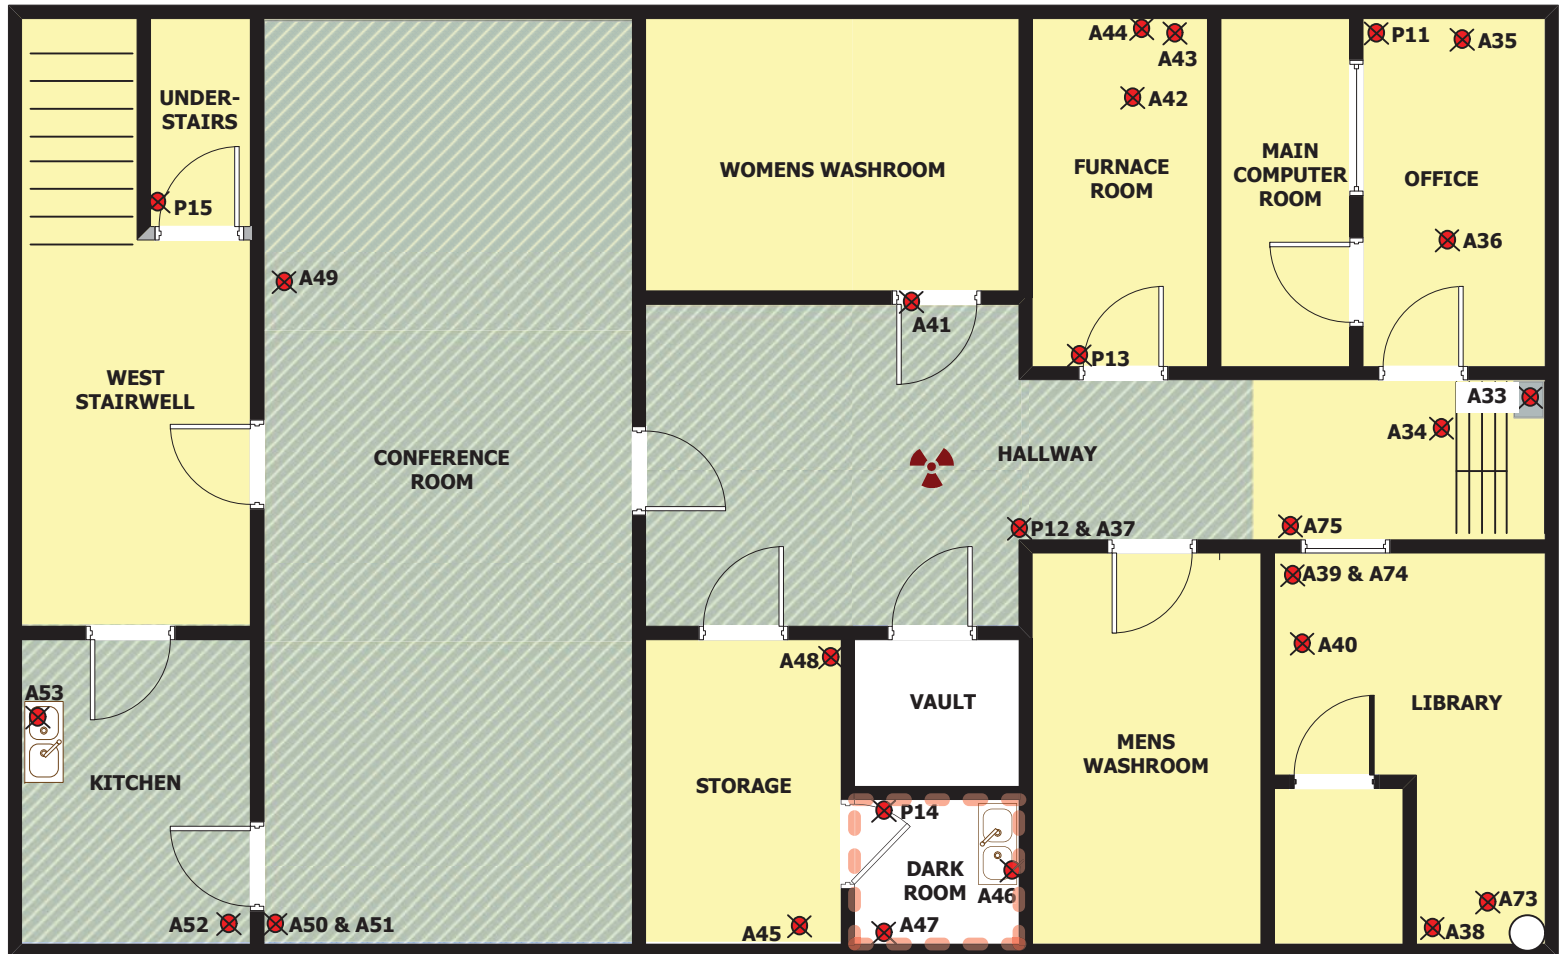 A44
A43
P11
A35
UNDER-
STAIRS
A42
WOMENS WASHROOM
FURNACE
ROOM
MAIN
COMPUTER
ROOM
OFFICE
P15
A36
A49
A41
P13
WEST
STAIRWELL
A33
A34
CONFERENCE
ROOM
HALLWAY
P12 & A37
A75
A39 & A74
A40
A48
A53
VAULT
LIBRARY
MENS
WASHROOM
KITCHEN
STORAGE
P14
DARK
ROOM
A46
A73
A52
A50 & A51
A45
A47
A38